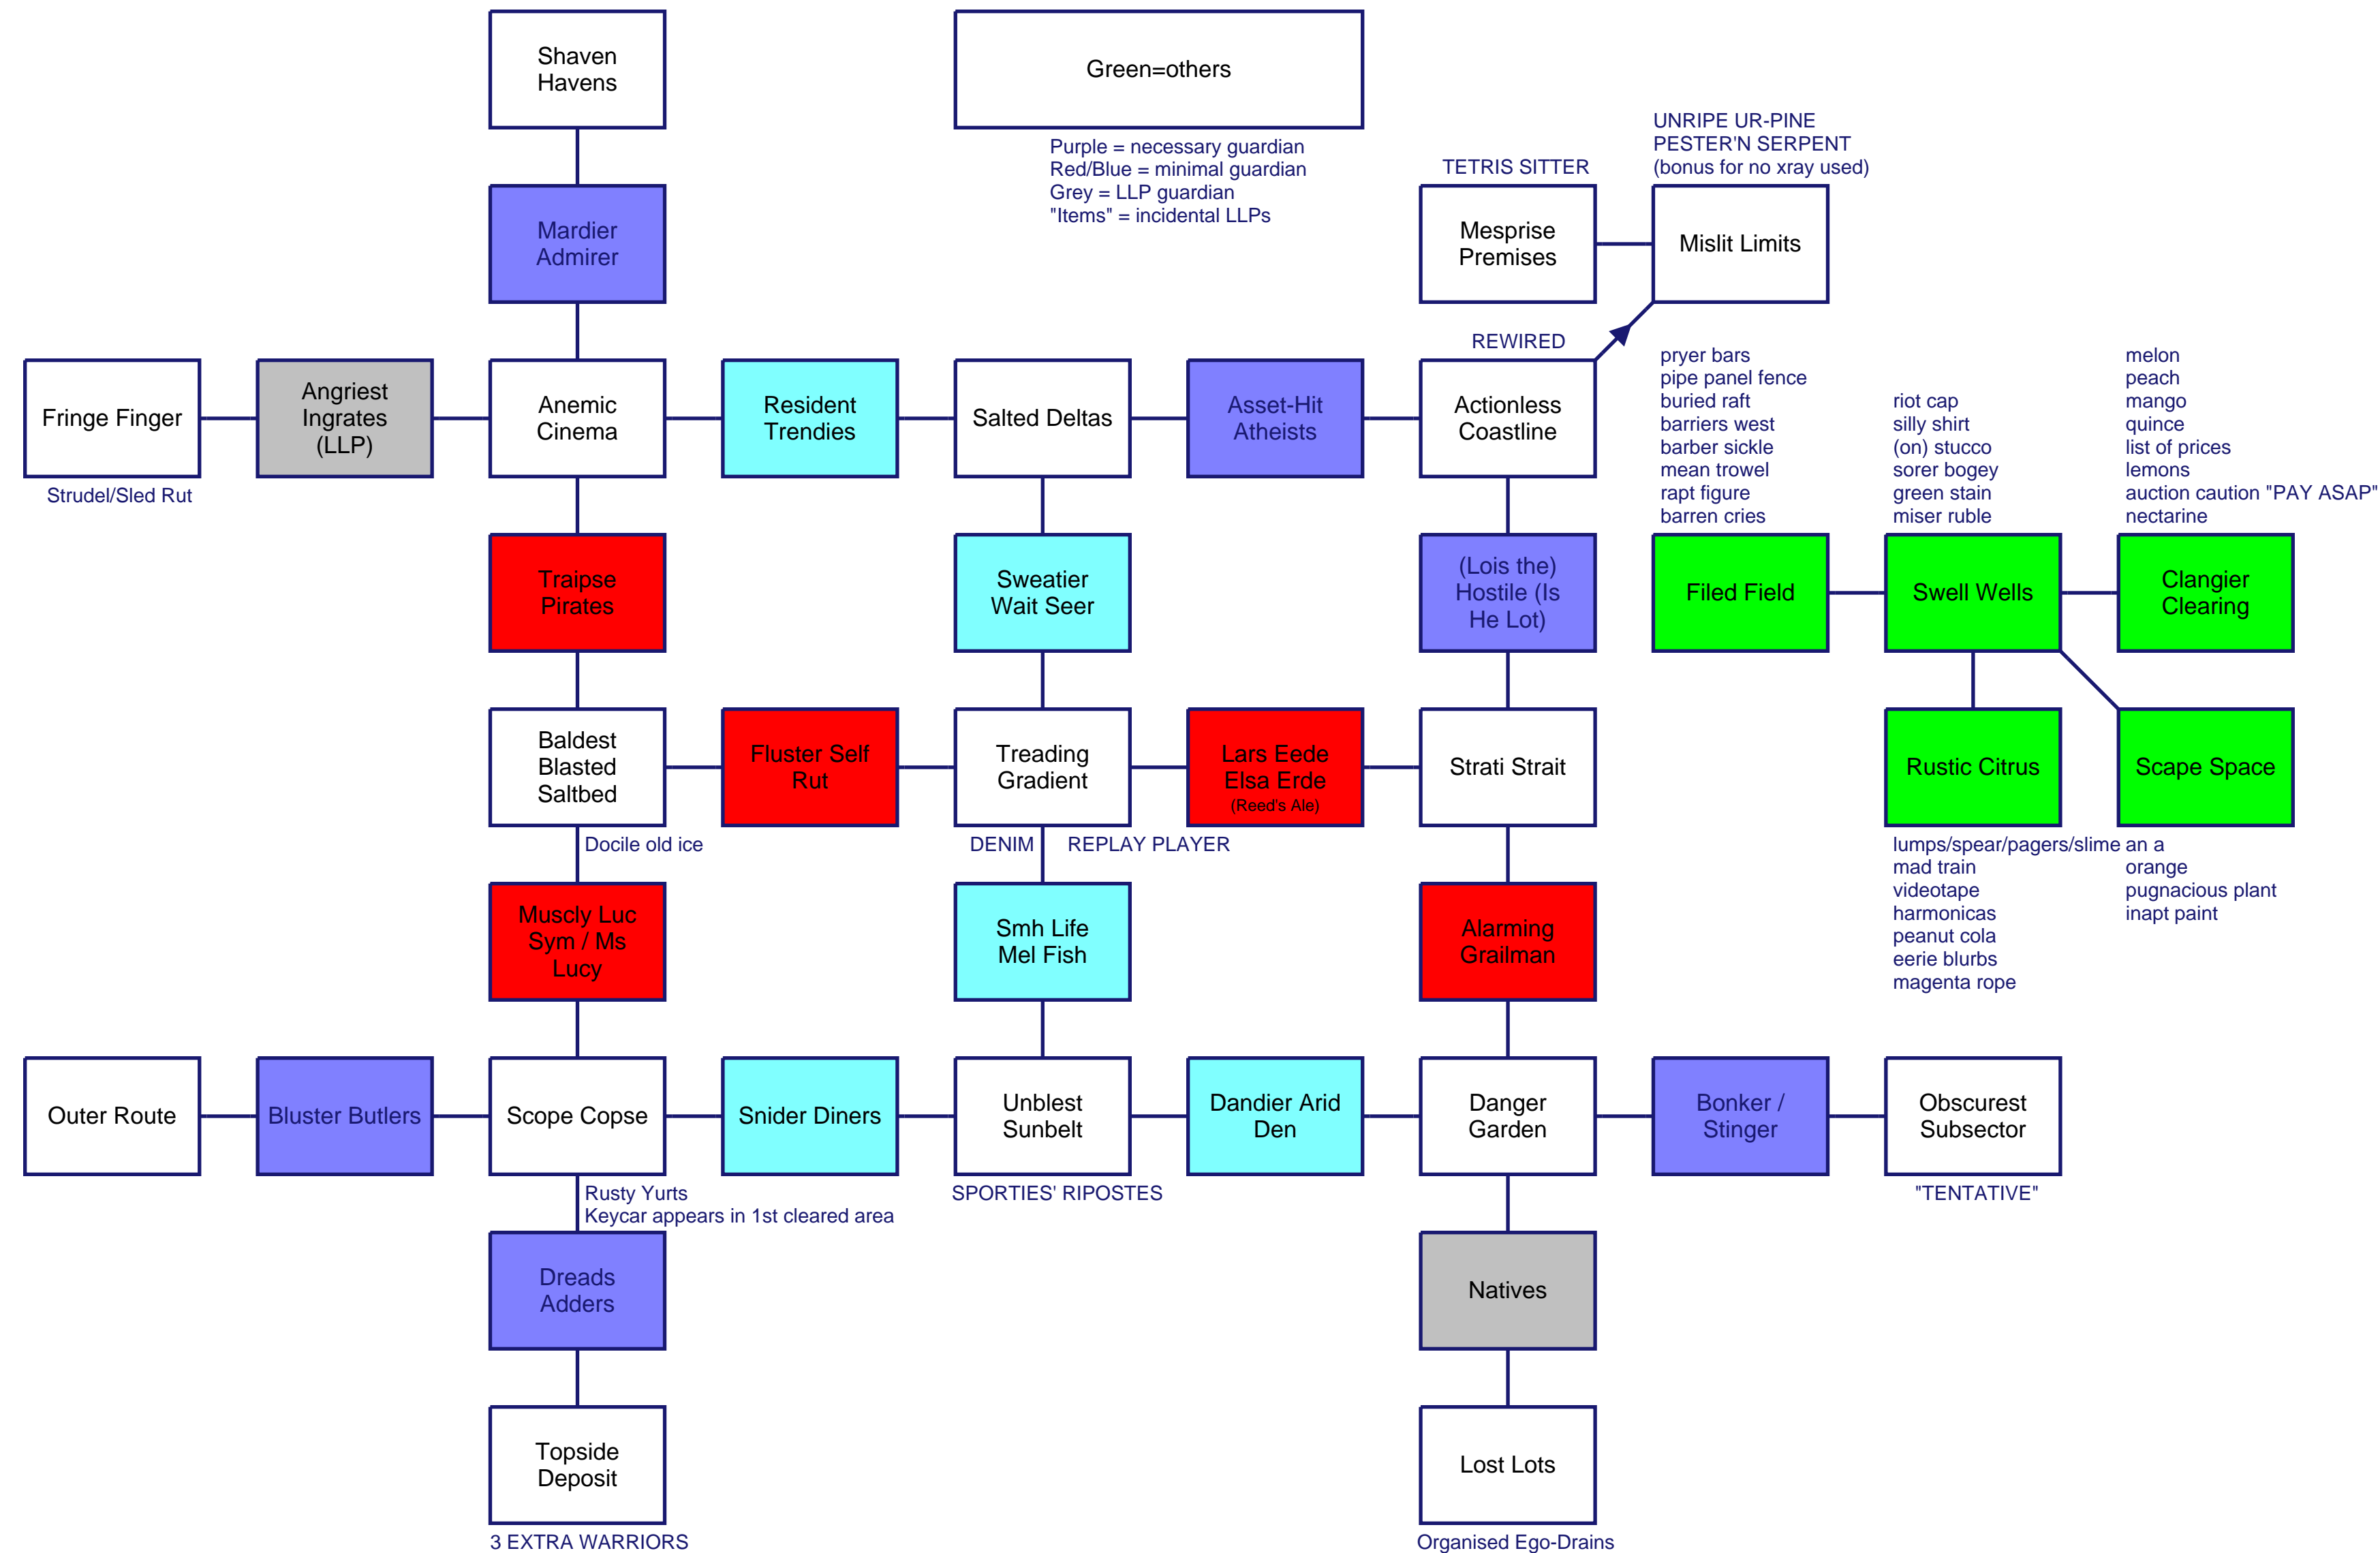 Shaven
Havens
Green=others
Purple = necessary guardian
Red/Blue = minimal guardian
Grey = LLP guardian
"Items" = incidental LLPs
UNRIPE UR-PINE
PESTER'N SERPENT
(bonus for no xray used)
TETRIS SITTER
Mardier
Admirer
Mesprise
Premises
Mislit Limits
REWIRED
Fringe Finger
Strudel/Sled Rut
Angriest
Ingrates
(LLP)
Anemic
Cinema
Resident
Trendies
Salted Deltas
Asset-Hit
Atheists
Actionless
Coastline
pryer bars
pipe panel fence
buried raft
barriers west
barber sickle
mean trowel
rapt figure
barren cries
riot cap
silly shirt
(on) stucco
sorer bogey
green stain
miser ruble
melon
peach
mango
quince
list of prices
lemons
auction caution "PAY ASAP"
nectarine
Traipse
Pirates
Sweatier
Wait Seer
(Lois the)
Hostile (Is
He Lot)
Filed Field
Swell Wells
Clangier
Clearing
Baldest
Blasted
Saltbed
Docile old ice
Fluster Self
Rut
Treading
Gradient
DENIM
REPLAY PLAYER
Lars Eede
Elsa Erde
(Reed's Ale)
Strati Strait
Rustic Citrus
Scape Space
lumps/spear/pagers/slime
mad train
videotape
harmonicas
peanut cola
eerie blurbs
magenta rope
an a
orange
pugnacious plant
inapt paint
Muscly Luc
Sym / Ms
Lucy
Smh Life
Mel Fish
Alarming
Grailman
Outer Route
Bluster Butlers
Scope Copse
Rusty Yurts
Keycar appears in 1st cleared area
Snider Diners
Unblest
Sunbelt
SPORTIES' RIPOSTES
Dandier Arid
Den
Danger
Garden
Bonker /
Stinger
Obscurest
Subsector
"TENTATIVE"
Dreads
Adders
Natives
Topside
Deposit
3 EXTRA WARRIORS
Lost Lots
Organised Ego-Drains